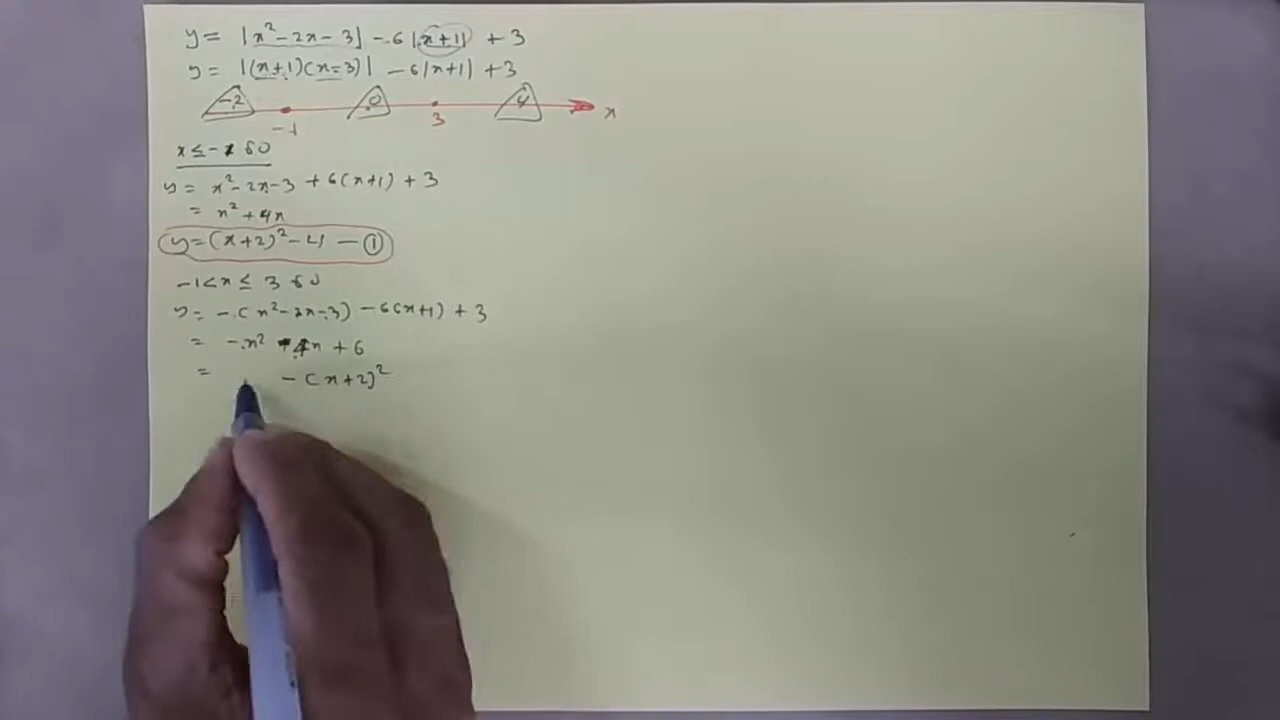 y = |x² - 2x - 3| - 6|x+1| + 3
y = |(x+1)(x-3)| - 6|x+1| + 3
-2 0 4
-1 3 x
x ≤ -1
y = x² - 2x - 3 + 6(x+1) + 3
= x² + 4x
y = (x+2)² - 4 — ①
-1 < x ≤ 3
y = -(x² - 2x - 3) - 6(x+1) + 3
= -x² - 4x + 6
= -(x+2)²